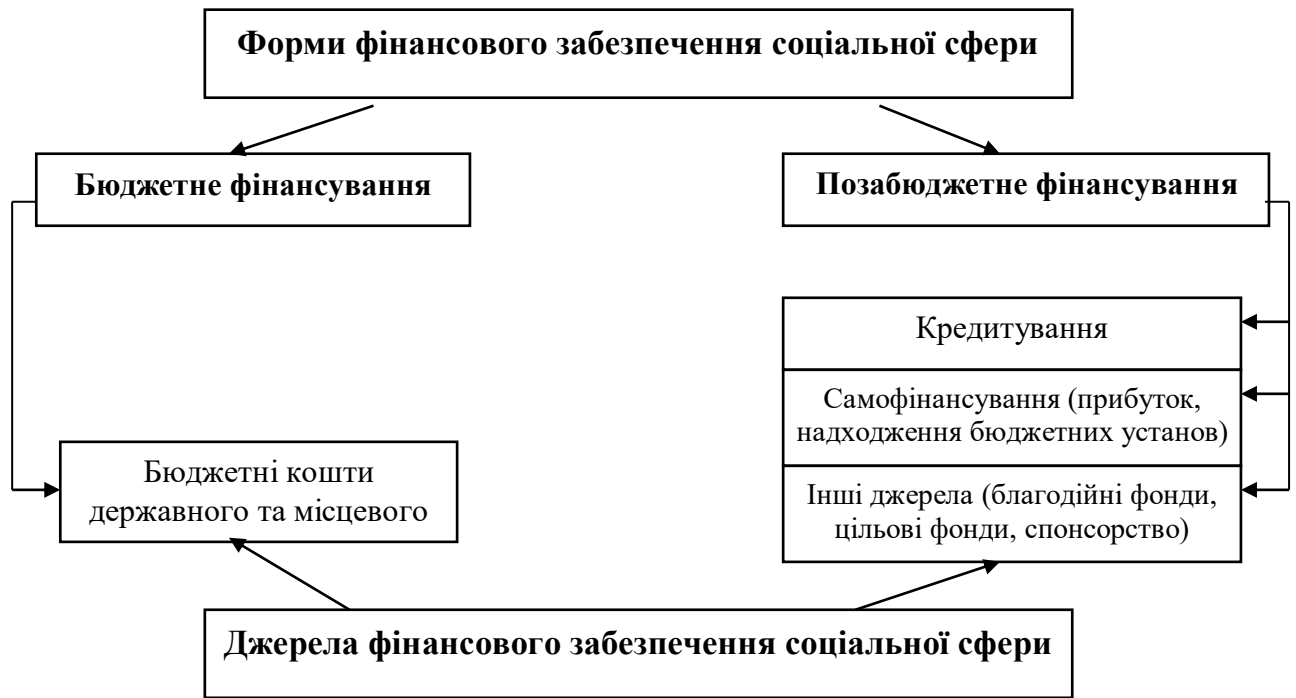 Форми фінансового забезпечення соціальної сфери
Бюджетне фінансування
Позабюджетне фінансування
Кредитування
Самофінансування (прибуток,
надходження бюджетних установ)
Бюджетні кошти
державного та місцевого
Інші джерела (благодійні фонди,
цільові фонди, спонсорство)
Джерела фінансового забезпечення соціальної сфери